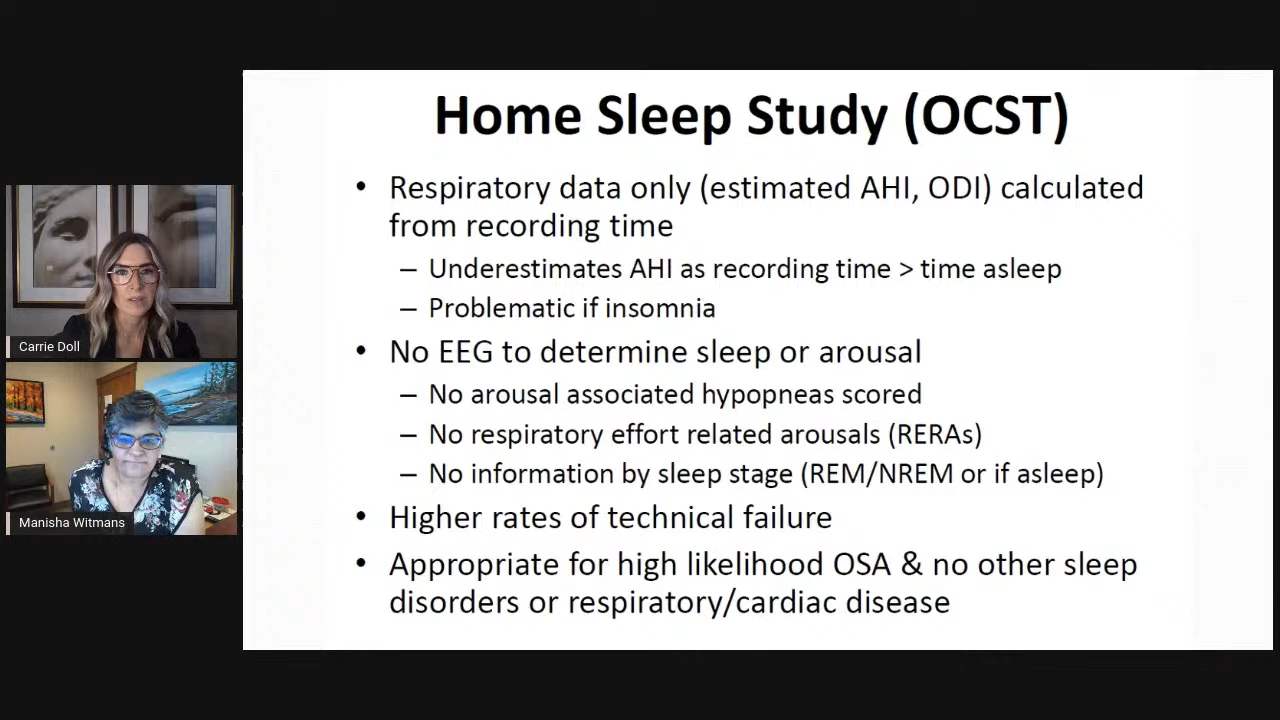 Home Sleep Study (OCST)
• Respiratory data only (estimated AHI, ODI) calculated
from recording time
– Underestimates AHI as recording time > time asleep
– Problematic if insomnia
• No EEG to determine sleep or arousal
– No arousal associated hypopneas scored
– No respiratory effort related arousals (RERAs)
– No information by sleep stage (REM/NREM or if asleep)
• Higher rates of technical failure
• Appropriate for high likelihood OSA & no other sleep
disorders or respiratory/cardiac disease
Carrie Doll
Manisha Witmans